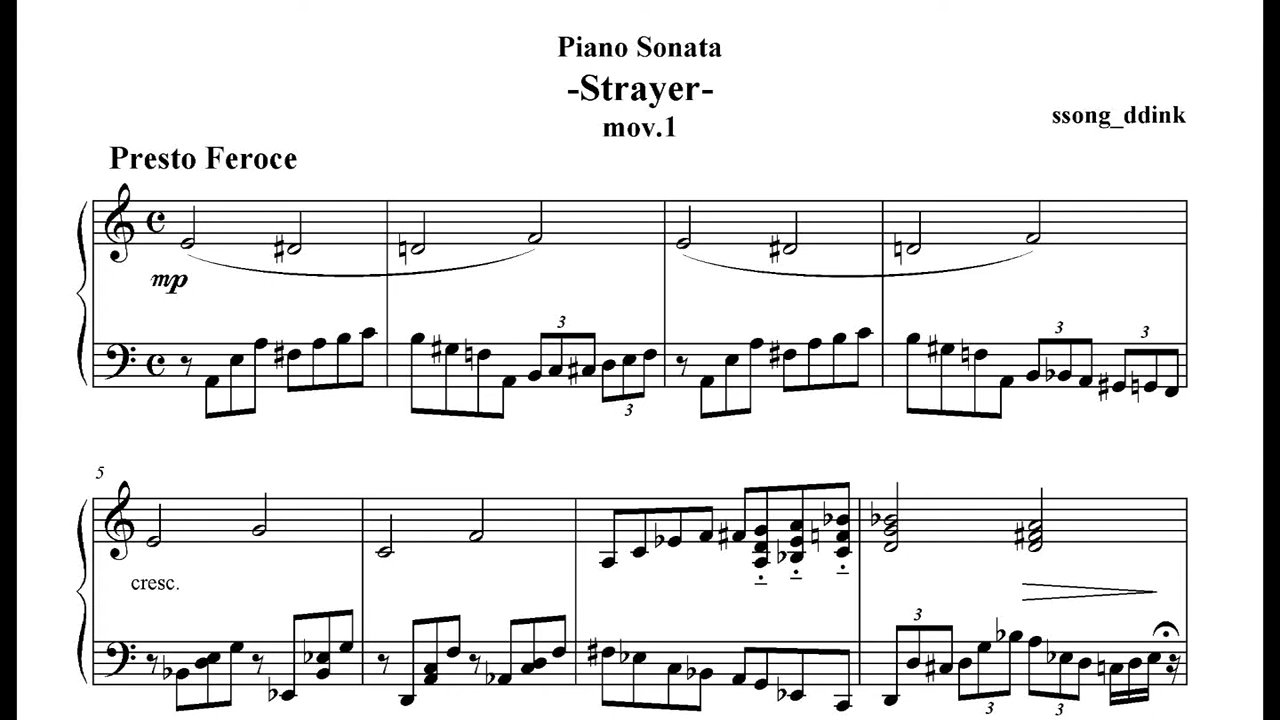 Piano Sonata
-Strayer-
mov.1
ssong_ddink
Presto Feroce
mp
3
3
3
3
5
cresc.
3
3
3